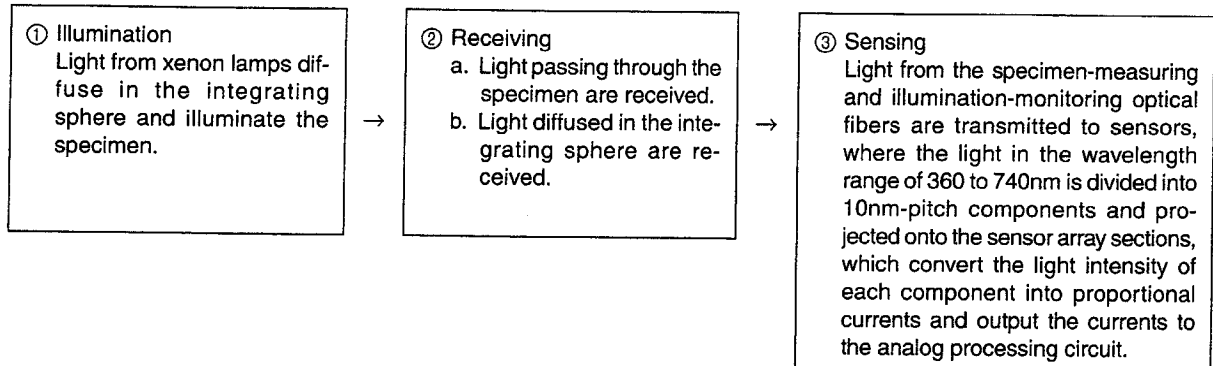 ① Illumination
Light from xenon lamps dif-
fuse in the integrating
sphere and illuminate the
specimen.
→
② Receiving
a. Light passing through the
specimen are received.
b. Light diffused in the inte-
grating sphere are re-
ceived.
→
③ Sensing
Light from the specimen-measuring
and illumination-monitoring optical
fibers are transmitted to sensors,
where the light in the wavelength
range of 360 to 740nm is divided into
10nm-pitch components and pro-
jected onto the sensor array sections,
which convert the light intensity of
each component into proportional
currents and output the currents to
the analog processing circuit.